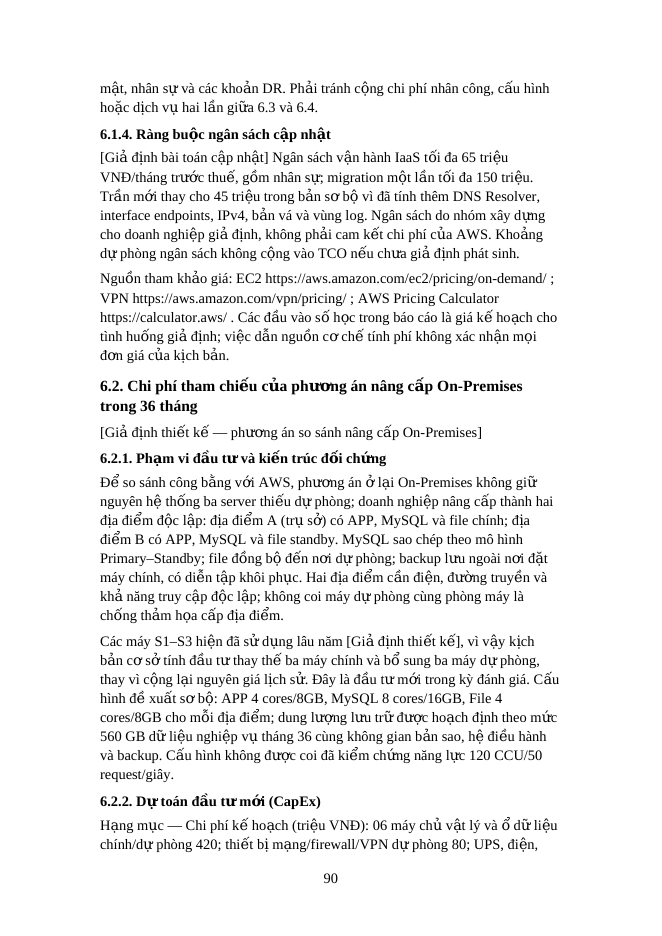 mật, nhân sự và các khoản DR. Phải tránh cộng chi phí nhân công, cấu hình
hoặc dịch vụ hai lần giữa 6.3 và 6.4.
6.1.4. Ràng buộc ngân sách cập nhật
[Giả định bài toán cập nhật] Ngân sách vận hành IaaS tối đa 65 triệu
VNĐ/tháng trước thuế, gồm nhân sự; migration một lần tối đa 150 triệu.
Trần mới thay cho 45 triệu trong bản sơ bộ vì đã tính thêm DNS Resolver,
interface endpoints, IPv4, bản vá và vùng log. Ngân sách do nhóm xây dựng
cho doanh nghiệp giả định, không phải cam kết chi phí của AWS. Khoảng
dự phòng ngân sách không cộng vào TCO nếu chưa giả định phát sinh.
Nguồn tham khảo giá: EC2 https://aws.amazon.com/ec2/pricing/on-demand/ ;
VPN https://aws.amazon.com/vpn/pricing/ ; AWS Pricing Calculator
https://calculator.aws/ . Các đầu vào số học trong báo cáo là giá kế hoạch cho
tình huống giả định; việc dẫn nguồn cơ chế tính phí không xác nhận mọi
đơn giá của kịch bản.
6.2. Chi phí tham chiếu của phương án nâng cấp On-Premises
trong 36 tháng
[Giả định thiết kế — phương án so sánh nâng cấp On-Premises]
6.2.1. Phạm vi đầu tư và kiến trúc đối chứng
Để so sánh công bằng với AWS, phương án ở lại On-Premises không giữ
nguyên hệ thống ba server thiếu dự phòng; doanh nghiệp nâng cấp thành hai
địa điểm độc lập: địa điểm A (trụ sở) có APP, MySQL và file chính; địa
điểm B có APP, MySQL và file standby. MySQL sao chép theo mô hình
Primary–Standby; file đồng bộ đến nơi dự phòng; backup lưu ngoài nơi đặt
máy chính, có diễn tập khôi phục. Hai địa điểm cần điện, đường truyền và
khả năng truy cập độc lập; không coi máy dự phòng cùng phòng máy là
chống thảm họa cấp địa điểm.
Các máy S1–S3 hiện đã sử dụng lâu năm [Giả định thiết kế], vì vậy kịch
bản cơ sở tính đầu tư thay thế ba máy chính và bổ sung ba máy dự phòng,
thay vì cộng lại nguyên giá lịch sử. Đây là đầu tư mới trong kỳ đánh giá. Cấu
hình đề xuất sơ bộ: APP 4 cores/8GB, MySQL 8 cores/16GB, File 4
cores/8GB cho mỗi địa điểm; dung lượng lưu trữ được hoạch định theo mức
560 GB dữ liệu nghiệp vụ tháng 36 cùng không gian bản sao, hệ điều hành
và backup. Cấu hình không được coi đã kiểm chứng năng lực 120 CCU/50
request/giây.
6.2.2. Dự toán đầu tư mới (CapEx)
Hạng mục — Chi phí kế hoạch (triệu VNĐ): 06 máy chủ vật lý và ổ dữ liệu
chính/dự phòng 420; thiết bị mạng/firewall/VPN dự phòng 80; UPS, điện,
90